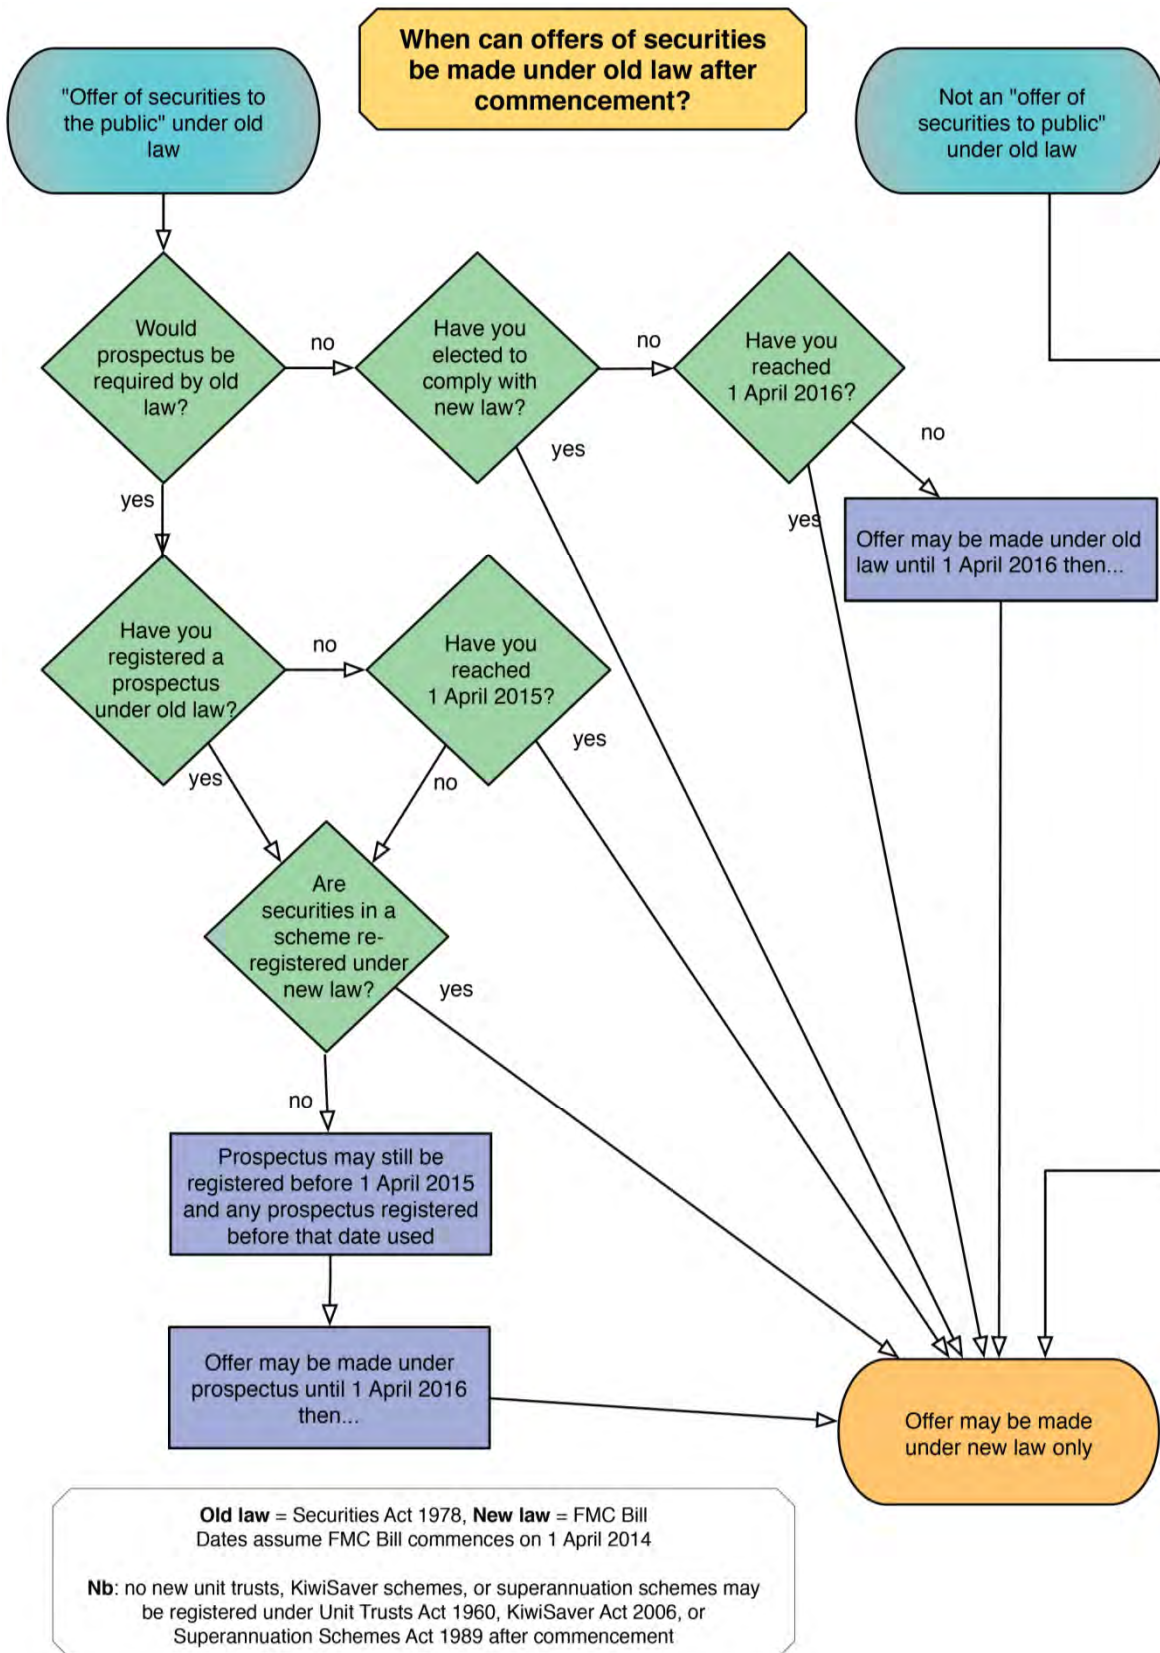 When can offers of securities
be made under old law after
commencement?
"Offer of securities to
the public" under old
law
Not an "offer of
securities to public"
under old law
Would
prospectus be
required by old
law?
no
Have you
elected to
comply with
new law?
no
Have you
reached
1 April 2016?
no
yes
yes
yes
Offer may be made under old
law until 1 April 2016 then...
Have you
registered a
prospectus
under old law?
no
Have you
reached
1 April 2015?
yes
yes
no
Are
securities in a
scheme re-
registered under
new law?
yes
no
Prospectus may still be
registered before 1 April 2015
and any prospectus registered
before that date used
Offer may be made under
prospectus until 1 April 2016
then...
Offer may be made
under new law only
Old law = Securities Act 1978, New law = FMC Bill
Dates assume FMC Bill commences on 1 April 2014
Nb: no new unit trusts, KiwiSaver schemes, or superannuation schemes may
be registered under Unit Trusts Act 1960, KiwiSaver Act 2006, or
Superannuation Schemes Act 1989 after commencement